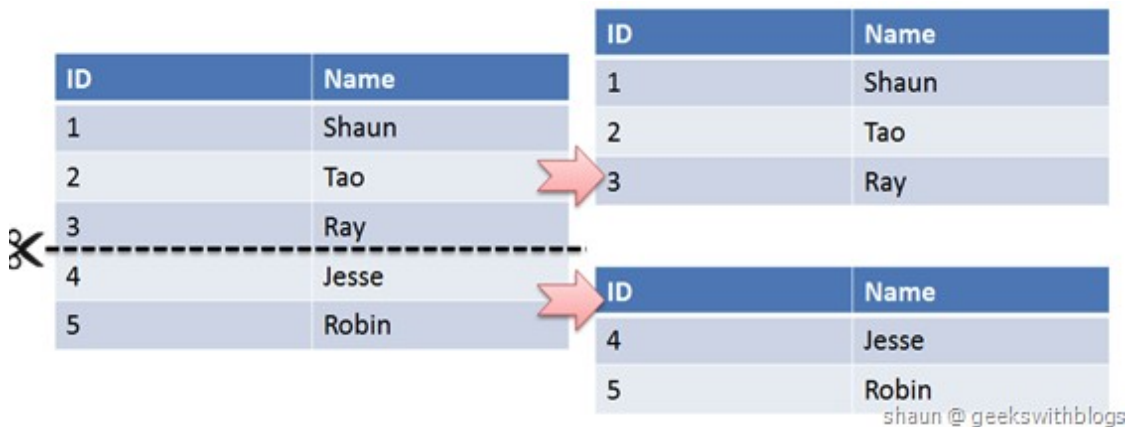 ID Name
1 Shaun
2 Tao
3 Ray
4 Jesse
5 Robin
ID Name
1 Shaun
2 Tao
3 Ray
ID Name
4 Jesse
5 Robin
shaun @ geekswithblogs